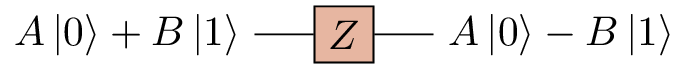 A |0⟩ + B |1⟩ Z A |0⟩ − B |1⟩